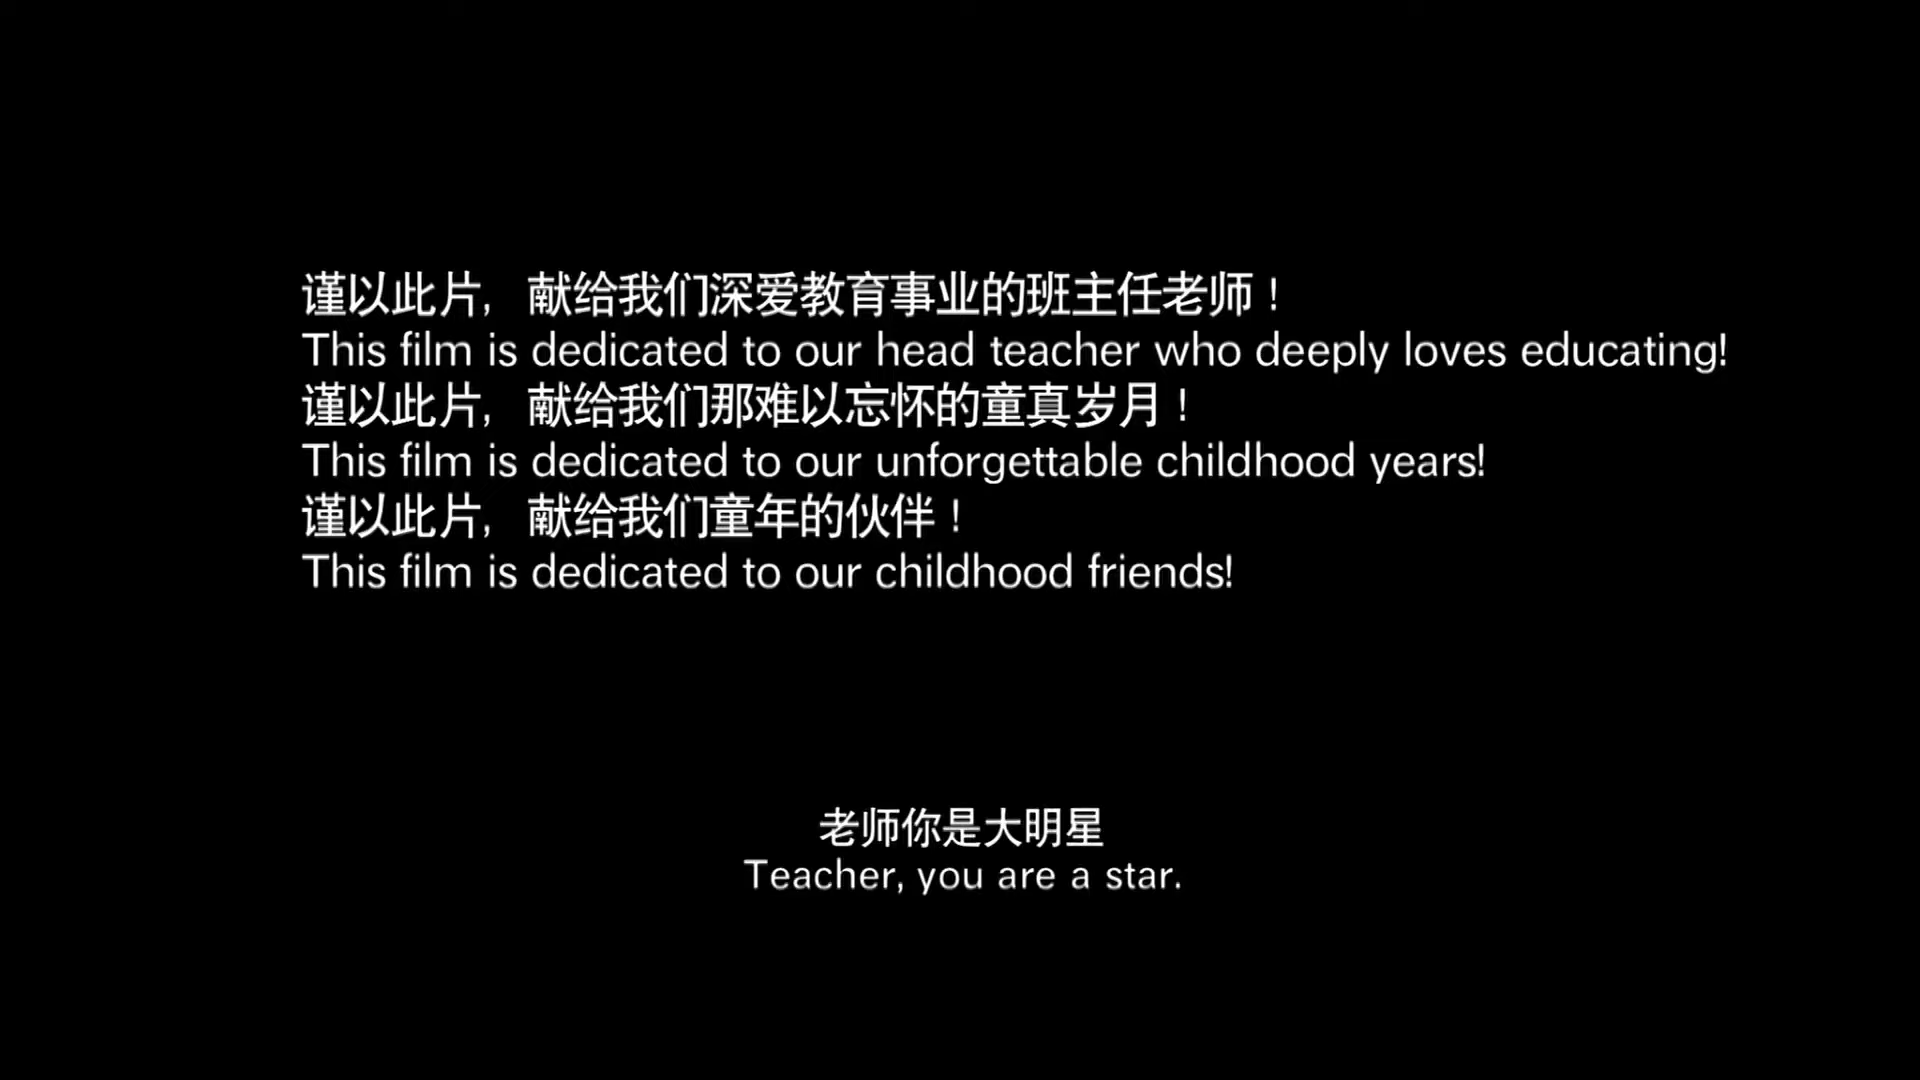 谨以此片，献给我们深爱教育事业的班主任老师！
This film is dedicated to our head teacher who deeply loves educating!
谨以此片，献给我们那难以忘怀的童真岁月！
This film is dedicated to our unforgettable childhood years!
谨以此片，献给我们童年的伙伴！
This film is dedicated to our childhood friends!
老师你是大明星
Teacher, you are a star.